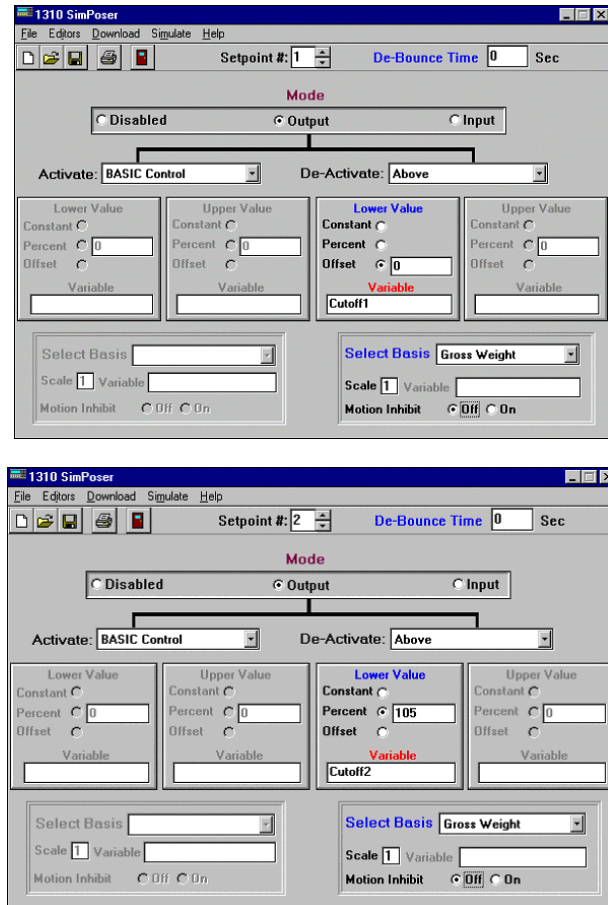 1310 SimPoser
File Editors Download Simulate Help
Setpoint #: 1 De-Bounce Time 0 Sec
Mode
Disabled Output Input
Activate: BASIC Control De-Activate: Above
Lower Value Upper Value Lower Value Upper Value
Constant Constant Constant Constant
Percent 0 Percent 0 Percent Percent 0
Offset Offset Offset 0 Offset
Variable Variable Variable Variable
Cutoff1
Select Basis Select Basis Gross Weight
Scale 1 Variable Scale 1 Variable
Motion Inhibit Off On Motion Inhibit Off On
1310 SimPoser
File Editors Download Simulate Help
Setpoint #: 2 De-Bounce Time 0 Sec
Mode
Disabled Output Input
Activate: BASIC Control De-Activate: Above
Lower Value Upper Value Lower Value Upper Value
Constant Constant Constant Constant
Percent 0 Percent 0 Percent 105 Percent 0
Offset Offset Offset Offset
Variable Variable Variable Variable
Cutoff2
Select Basis Select Basis Gross Weight
Scale 1 Variable Scale 1 Variable
Motion Inhibit Off On Motion Inhibit Off On